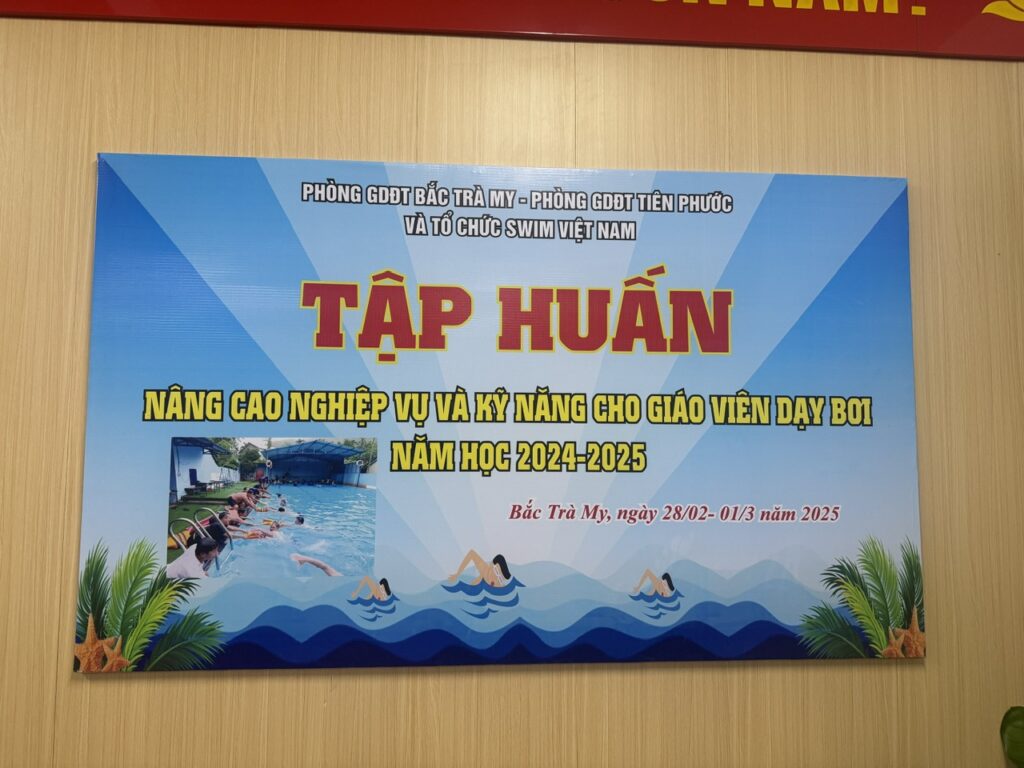 NAM!
PHÒNG GDĐT BẮC TRÀ MY - PHÒNG GDĐT TIÊN PHƯỚC
VÀ TỔ CHỨC SWIM VIỆT NAM
TẬP HUẤN
NÂNG CAO NGHIỆP VỤ VÀ KỸ NĂNG CHO GIÁO VIÊN DẠY BƠI
NĂM HỌC 2024-2025
Bắc Trà My, ngày 28/02- 01/3 năm 2025